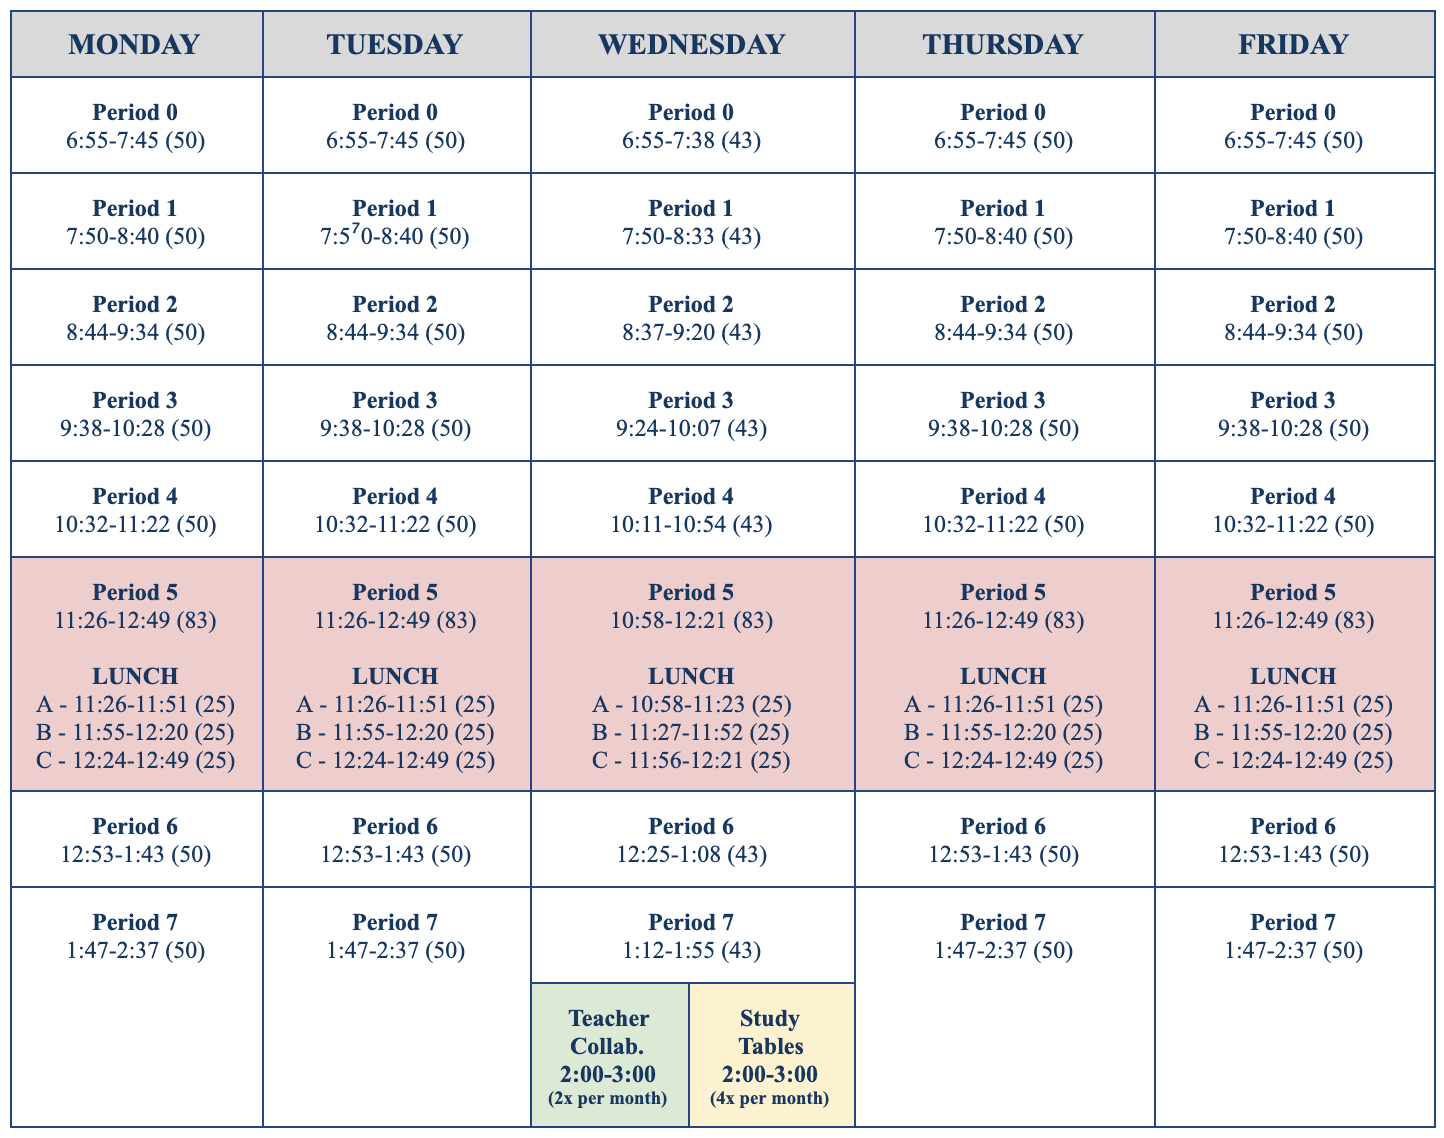 MONDAY TUESDAY WEDNESDAY THURSDAY FRIDAY
Period 0 Period 0 Period 0 Period 0 Period 0
6:55-7:45 (50) 6:55-7:45 (50) 6:55-7:38 (43) 6:55-7:45 (50) 6:55-7:45 (50)
Period 1 Period 1 Period 1 Period 1 Period 1
7:50-8:40 (50) 7:5⁷0-8:40 (50) 7:50-8:33 (43) 7:50-8:40 (50) 7:50-8:40 (50)
Period 2 Period 2 Period 2 Period 2 Period 2
8:44-9:34 (50) 8:44-9:34 (50) 8:37-9:20 (43) 8:44-9:34 (50) 8:44-9:34 (50)
Period 3 Period 3 Period 3 Period 3 Period 3
9:38-10:28 (50) 9:38-10:28 (50) 9:24-10:07 (43) 9:38-10:28 (50) 9:38-10:28 (50)
Period 4 Period 4 Period 4 Period 4 Period 4
10:32-11:22 (50) 10:32-11:22 (50) 10:11-10:54 (43) 10:32-11:22 (50) 10:32-11:22 (50)
Period 5 Period 5 Period 5 Period 5 Period 5
11:26-12:49 (83) 11:26-12:49 (83) 10:58-12:21 (83) 11:26-12:49 (83) 11:26-12:49 (83)
LUNCH LUNCH LUNCH LUNCH LUNCH
A - 11:26-11:51 (25) A - 11:26-11:51 (25) A - 10:58-11:23 (25) A - 11:26-11:51 (25) A - 11:26-11:51 (25)
B - 11:55-12:20 (25) B - 11:55-12:20 (25) B - 11:27-11:52 (25) B - 11:55-12:20 (25) B - 11:55-12:20 (25)
C - 12:24-12:49 (25) C - 12:24-12:49 (25) C - 11:56-12:21 (25) C - 12:24-12:49 (25) C - 12:24-12:49 (25)
Period 6 Period 6 Period 6 Period 6 Period 6
12:53-1:43 (50) 12:53-1:43 (50) 12:25-1:08 (43) 12:53-1:43 (50) 12:53-1:43 (50)
Period 7 Period 7 Period 7 Period 7 Period 7
1:47-2:37 (50) 1:47-2:37 (50) 1:12-1:55 (43) 1:47-2:37 (50) 1:47-2:37 (50)
Teacher Study
Collab. Tables
2:00-3:00 2:00-3:00
(2x per month) (4x per month)